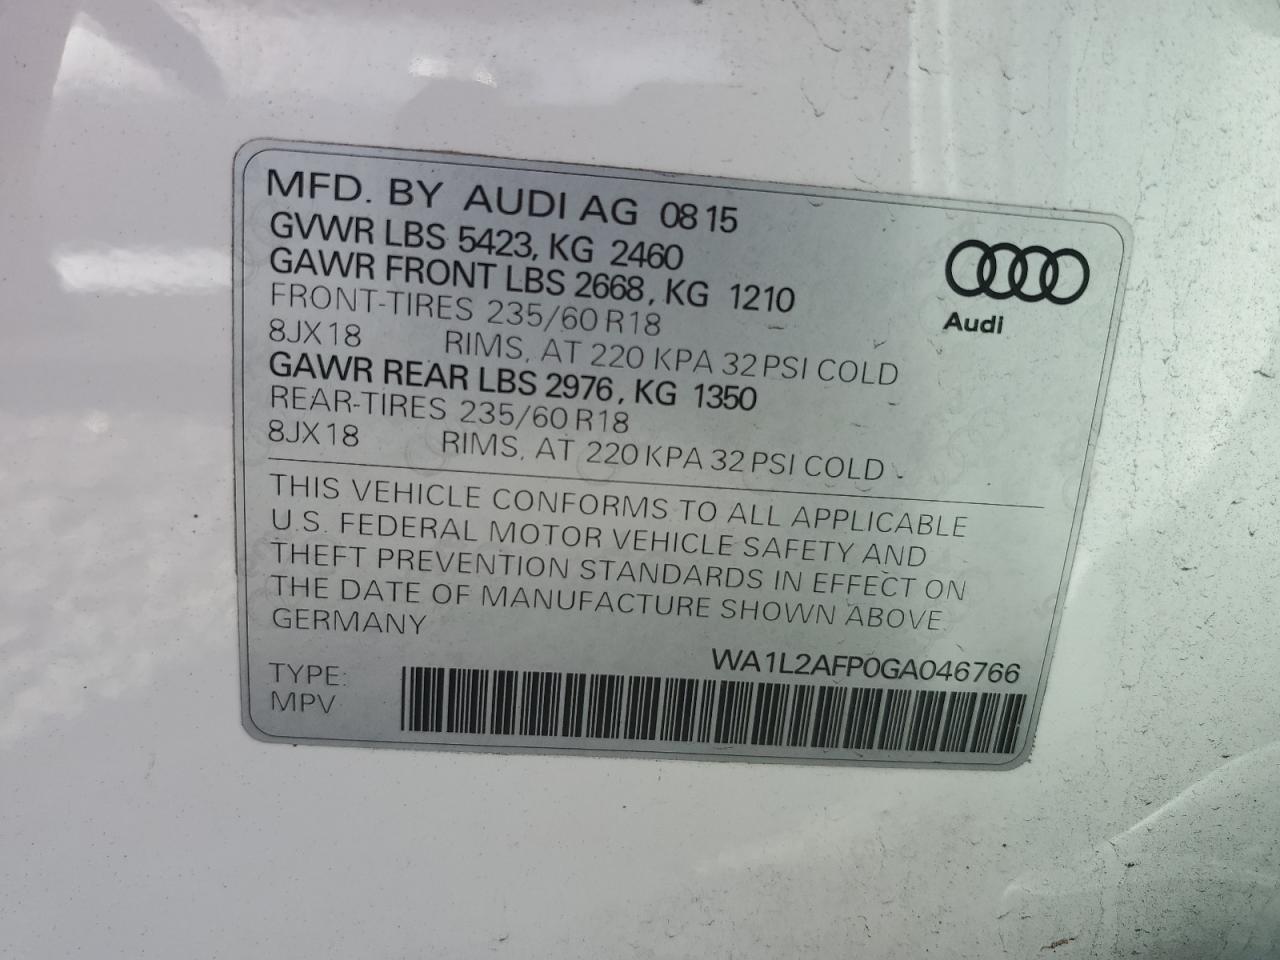 MFD. BY AUDI AG 0815
GVWR LBS 5423, KG 2460
GAWR FRONT LBS 2668, KG 1210
FRONT-TIRES 235/60 R18
8JX18 RIMS, AT 220 KPA 32 PSI COLD
GAWR REAR LBS 2976, KG 1350
REAR-TIRES 235/60 R18
8JX18 RIMS, AT 220 KPA 32 PSI COLD
Audi
THIS VEHICLE CONFORMS TO ALL APPLICABLE
U.S. FEDERAL MOTOR VEHICLE SAFETY AND
THEFT PREVENTION STANDARDS IN EFFECT ON
THE DATE OF MANUFACTURE SHOWN ABOVE
GERMANY
WA1L2AFP0GA046766
TYPE:
MPV